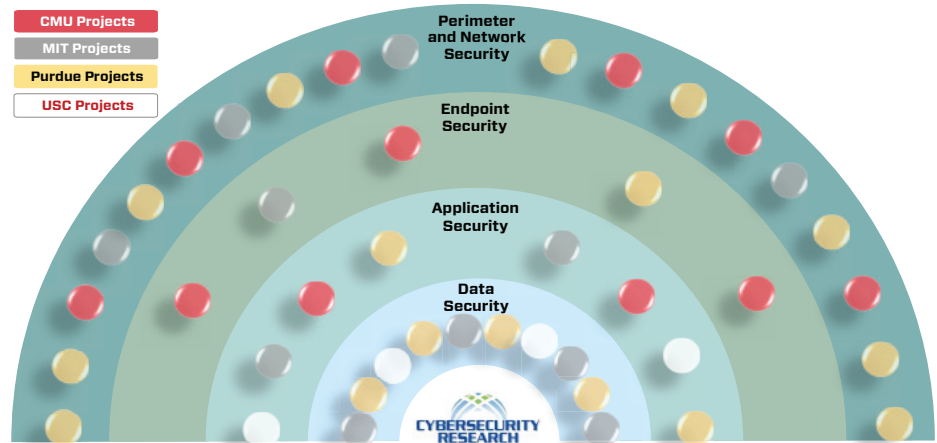 CMU Projects
MIT Projects
Purdue Projects
USC Projects
Perimeter
and Network
Security
Endpoint
Security
Application
Security
Data
Security
CYBERSECURITY
RESEARCH